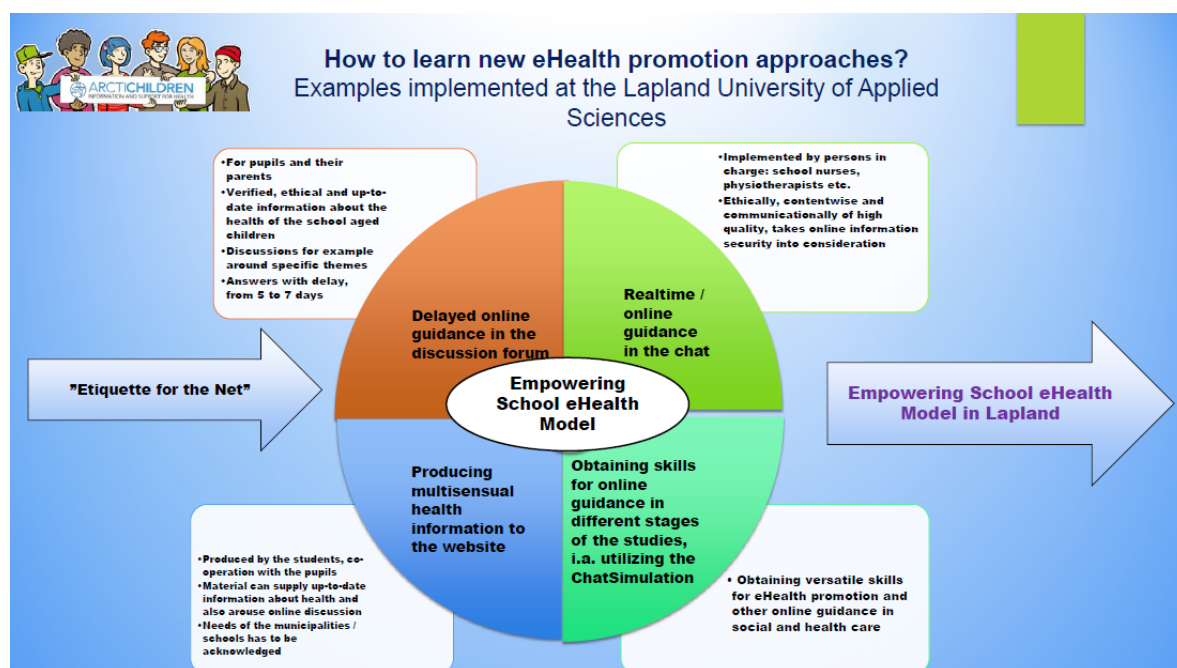 ARCTICHILDREN
INFORMATION AND SUPPORT FOR HEALTH
How to learn new eHealth promotion approaches?
Examples implemented at the Lapland University of Applied
Sciences
•For pupils and their
parents
•Verified, ethical and up-to-
date information about the
health of the school aged
children
•Discussions for example
around specific themes
•Answers with delay,
from 5 to 7 days
•Implemented by persons in
charge: school nurses,
physiotherapists etc.
•Ethically, contentwise and
communicationally of high
quality, takes online information
security into consideration
Delayed online
guidance in the
discussion forum
Realtime /
online
guidance
in the chat
"Etiquette for the Net"
Empowering
School eHealth
Model
Empowering School eHealth
Model in Lapland
Producing
multisensual
health
information to
the website
Obtaining skills
for online
guidance in
different stages
of the studies,
i.a. utilizing the
ChatSimulation
•Produced by the students, co-
operation with the pupils
•Material can supply up-to-date
information about health and
also arouse online discussion
•Needs of the municipalities /
schools has to be
acknowledged
• Obtaining versatile skills
for eHealth promotion and
other online guidance in
social and health care